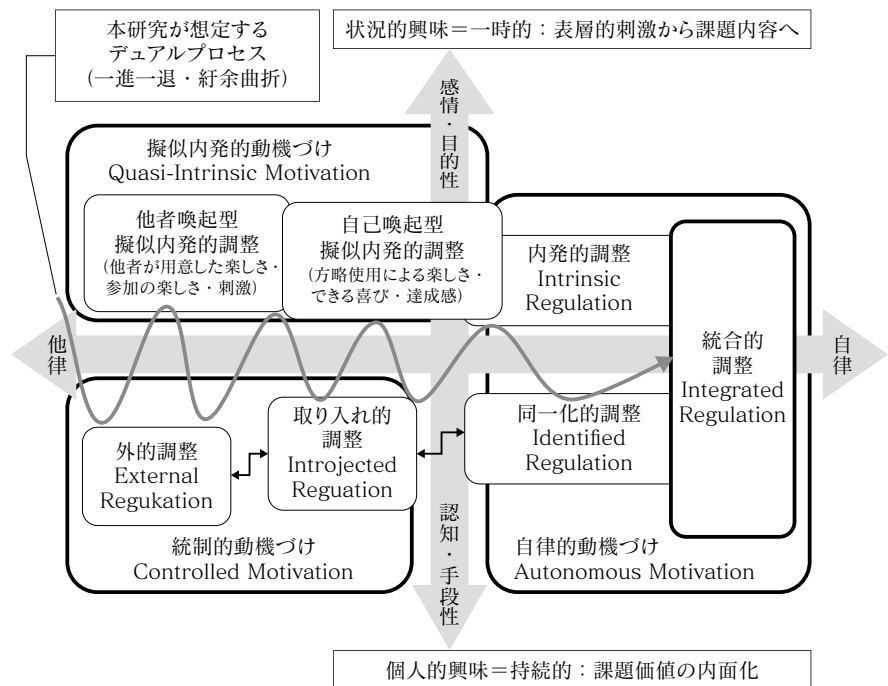 本研究が想定する
デュアルプロセス
(一進一退・紆余曲折)
状況的興味＝一時的：表層的刺激から課題内容へ
感情・目的性
擬似内発的動機づけ
Quasi-Intrinsic Motivation
他者喚起型
擬似内発的調整
(他者が用意した楽しさ・
参加の楽しさ・刺激)
自己喚起型
擬似内発的調整
(方略使用による楽しさ・
できる喜び・達成感)
内発的調整
Intrinsic
Regulation
他律
統合的
調整
Integrated
Regulation
自律
外的調整
External
Regukation
取り入れ的
調整
Introjected
Reguation
同一化的調整
Identified
Regulation
統制的動機づけ
Controlled Motivation
認知・手段性
自律的動機づけ
Autonomous Motivation
個人的興味＝持続的：課題価値の内面化